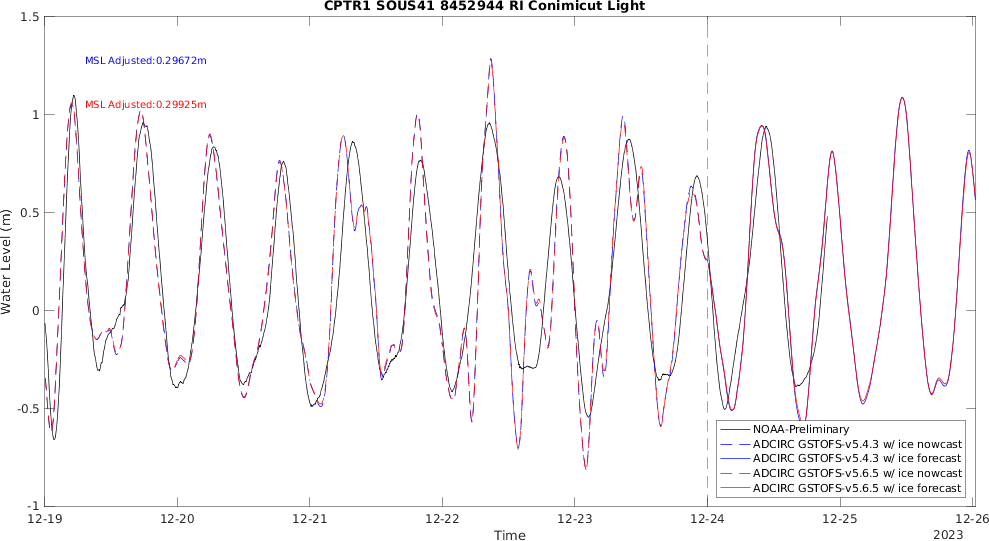 CPTR1 SOUS41 8452944 RI Conimicut Light
1.5
MSL Adjusted:0.29672m
MSL Adjusted:0.29925m
1
0.5
0
-0.5
-1
Water Level (m)
NOAA-Preliminary
ADCIRC GSTOFS-v5.4.3 w/ ice nowcast
ADCIRC GSTOFS-v5.4.3 w/ ice forecast
ADCIRC GSTOFS-v5.6.5 w/ ice nowcast
ADCIRC GSTOFS-v5.6.5 w/ ice forecast
12-19 12-20 12-21 12-22 12-23 12-24 12-25 12-26
Time
2023